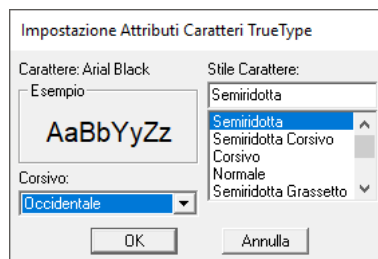 Impostazione Attributi Caratteri TrueType
Carattere: Arial Black
Stile Carattere:
Esempio
AaBbYyZz
Semiridotta
Semiridotta
Semiridotta Corsivo
Corsivo
Normale
Semiridotta Grassetto
Corsivo:
Occidentale
OK
Annulla